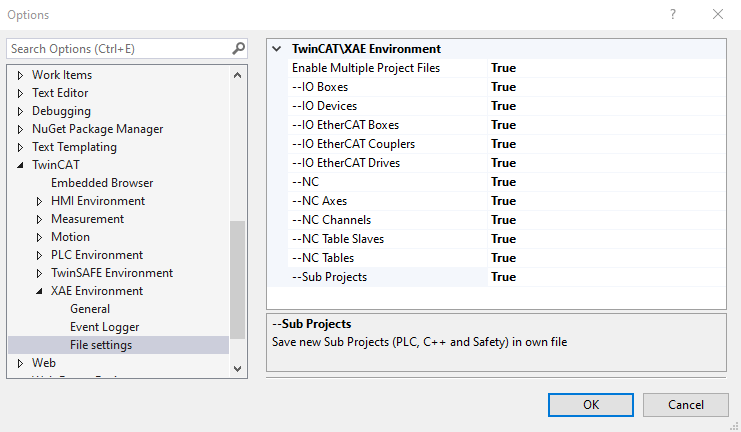 Options
Search Options (Ctrl+E)
Work Items
Text Editor
Debugging
NuGet Package Manager
Text Templating
TwinCAT
Embedded Browser
HMI Environment
Measurement
Motion
PLC Environment
TwinSAFE Environment
XAE Environment
General
Event Logger
File settings
Web
TwinCAT\XAE Environment
Enable Multiple Project Files True
--IO Boxes True
--IO Devices True
--IO EtherCAT Boxes True
--IO EtherCAT Couplers True
--IO EtherCAT Drives True
--NC True
--NC Axes True
--NC Channels True
--NC Table Slaves True
--NC Tables True
--Sub Projects True
--Sub Projects
Save new Sub Projects (PLC, C++ and Safety) in own file
OK Cancel